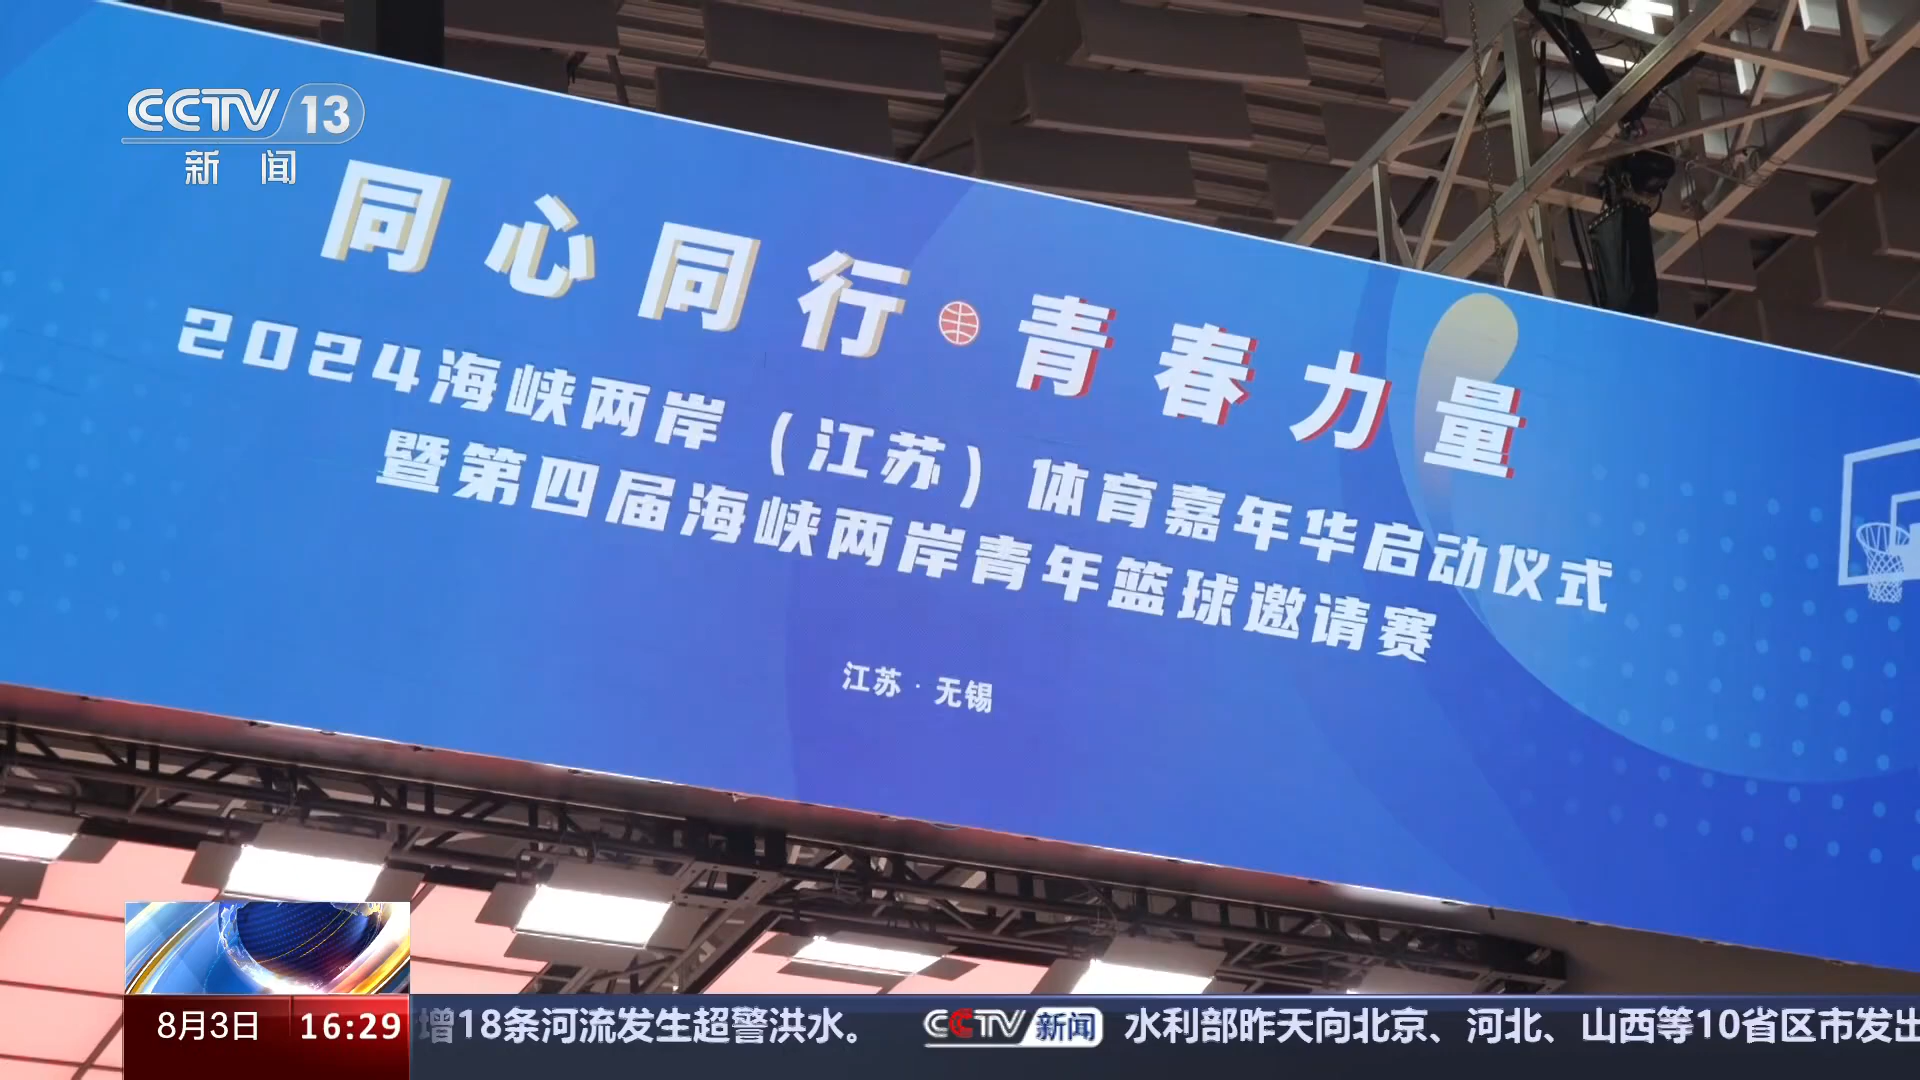 CCTV 13
新闻
同心同行·青春力量
2024海峡两岸（江苏）体育嘉年华启动仪式
暨第四届海峡两岸青年篮球邀请赛
江苏·无锡
8月3日 16:29
增18条河流发生超警洪水。 CCTV 新闻 水利部昨天向北京、河北、山西等10省区市发出